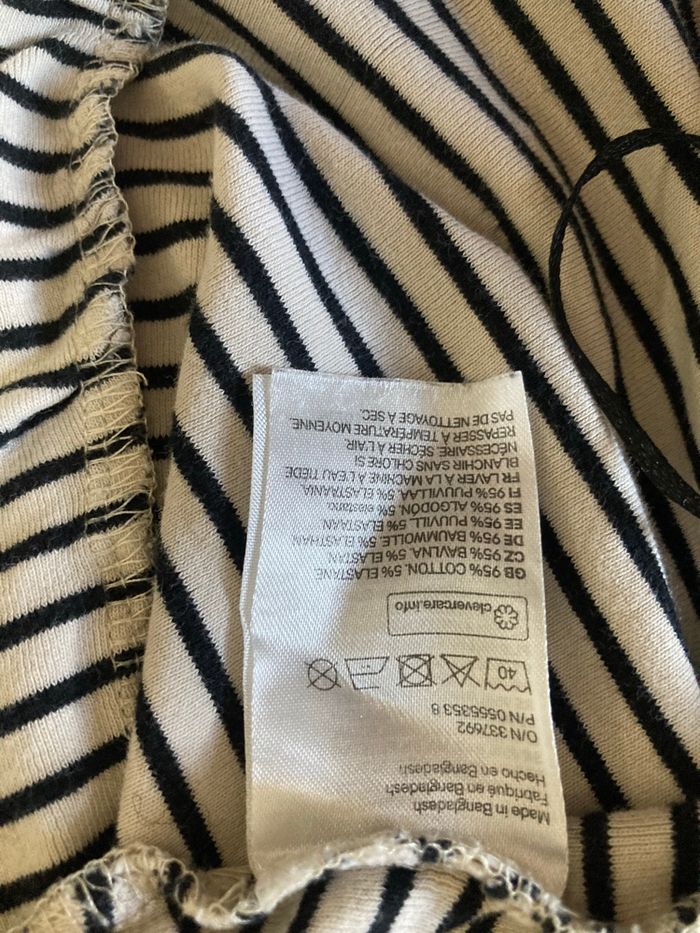 Made in Bangladesh
Fabriqué en Bangladesh
Hecho en Bangladesh
O/N 337692
P/N 0555353 8
40
clevercare.info
GB 95% COTTON, 5% ELASTANE
CZ 95% BAVLNA, 5% ELASTAN
DE 95% BAUMWOLLE, 5% ELASTHAN
EE 95% PUUVILL, 5% ELASTAAN
ES 95% ALGODÓN, 5% elastano
FI 95% PUUVILLAA, 5% ELASTAANIA
FR LAVER À LA MACHINE À L'EAU TIÈDE
BLANCHIR SANS CHLORE SI
NÉCESSAIRE. SÉCHER À L'AIR.
REPASSER À TEMPÉRATURE MOYENNE.
PAS DE NETTOYAGE À SEC.